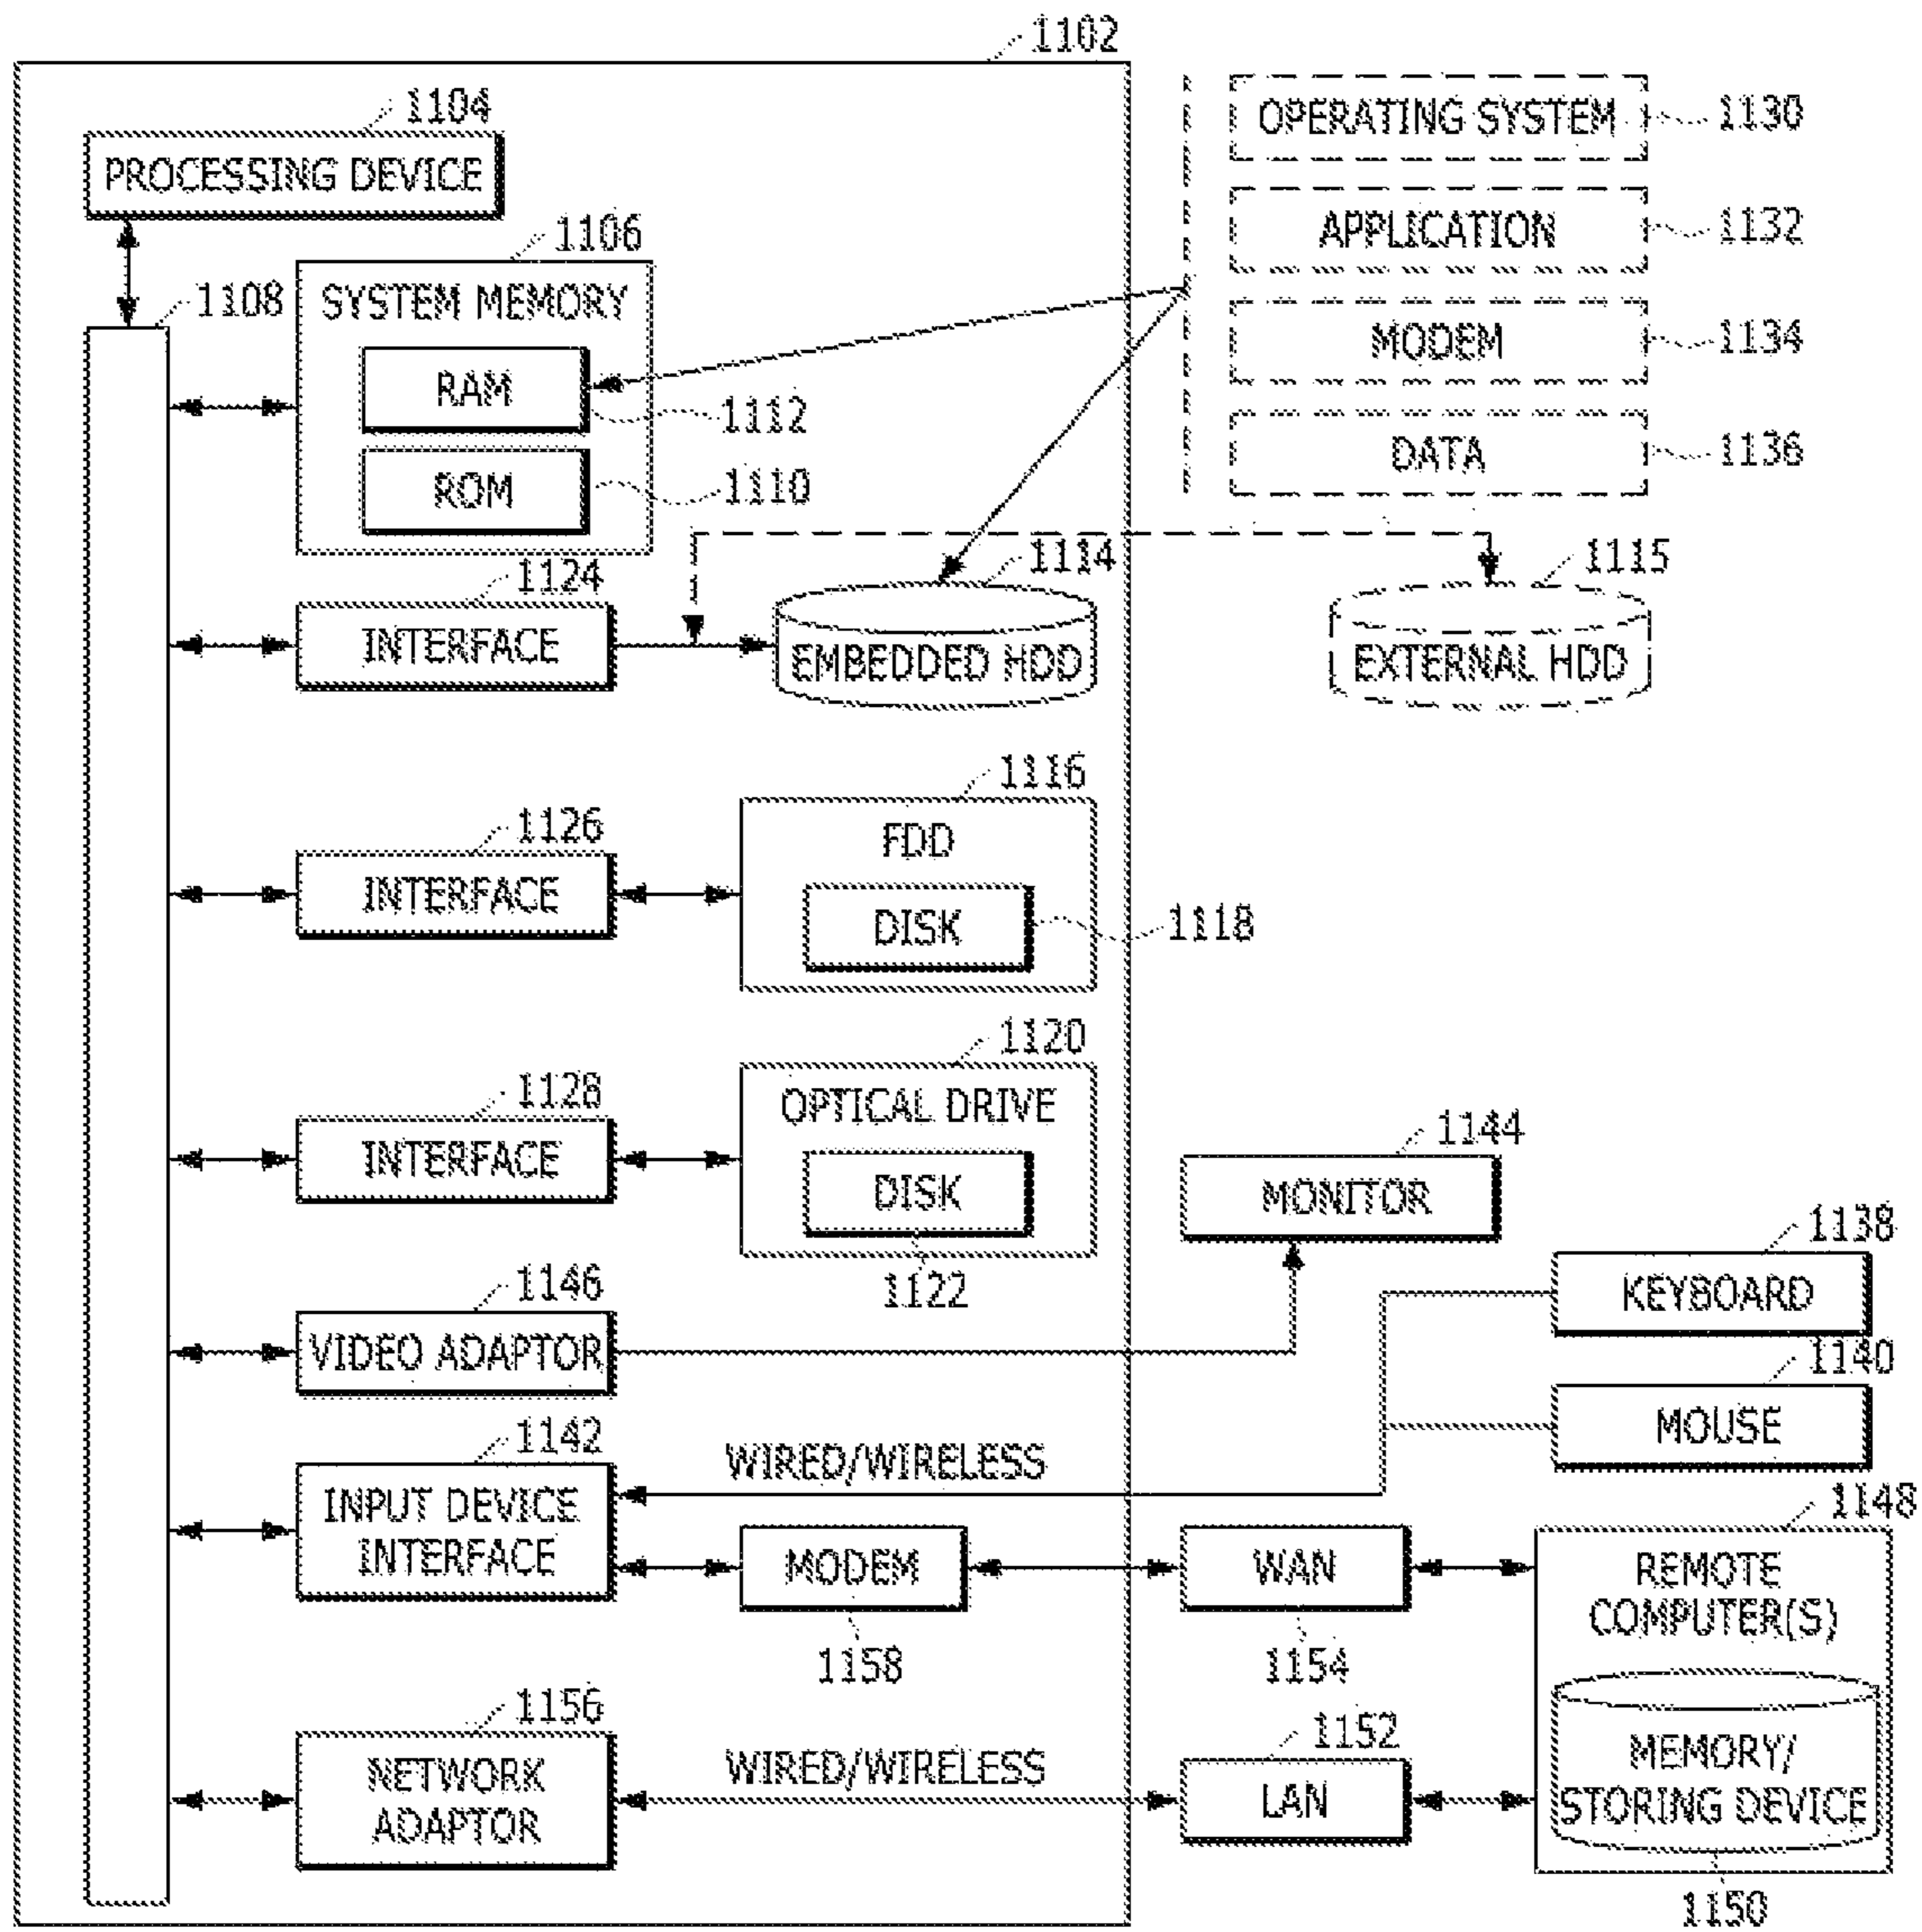 1102
1104
PROCESSING DEVICE
OPERATING SYSTEM
1130
APPLICATION
1132
MODEM
1134
DATA
1136
1106
SYSTEM MEMORY
1108
RAM
1112
ROM
1110
1124
INTERFACE
1114
EMBEDDED HDD
1115
EXTERNAL HDD
1116
FDD
1126
INTERFACE
DISK
1118
1120
OPTICAL DRIVE
1128
INTERFACE
DISK
1122
1144
MONITOR
1138
KEYBOARD
1146
VIDEO ADAPTOR
1140
MOUSE
1142
INPUT DEVICE
INTERFACE
WIRED/WIRELESS
MODEM
1158
WAN
1154
1148
REMOTE
COMPUTER(S)
1156
NETWORK
ADAPTOR
WIRED/WIRELESS
1152
LAN
MEMORY/
STORING DEVICE
1150